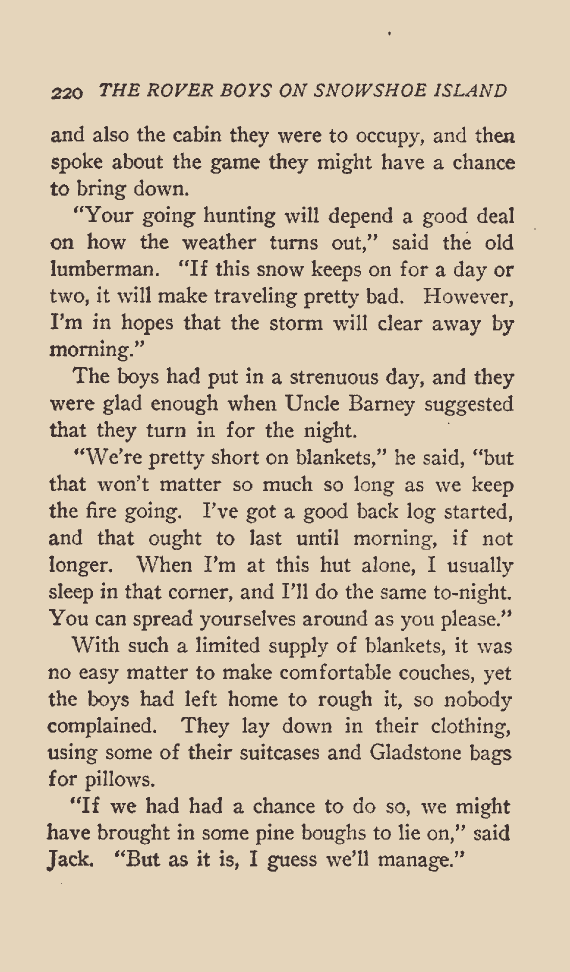 220 THE ROVER BOYS ON SNOWSHOE ISLAND
and also the cabin they were to occupy, and then
spoke about the game they might have a chance
to bring down.
"Your going hunting will depend a good deal
on how the weather turns out," said the old
lumberman. "If this snow keeps on for a day or
two, it will make traveling pretty bad. However,
I'm in hopes that the storm will clear away by
morning."
The boys had put in a strenuous day, and they
were glad enough when Uncle Barney suggested
that they turn in for the night.
"We're pretty short on blankets," he said, "but
that won't matter so much so long as we keep
the fire going. I've got a good back log started,
and that ought to last until morning, if not
longer. When I'm at this hut alone, I usually
sleep in that corner, and I'll do the same to-night.
You can spread yourselves around as you please."
With such a limited supply of blankets, it was
no easy matter to make comfortable couches, yet
the boys had left home to rough it, so nobody
complained. They lay down in their clothing,
using some of their suitcases and Gladstone bags
for pillows.
"If we had had a chance to do so, we might
have brought in some pine boughs to lie on," said
Jack. "But as it is, I guess we'll manage."